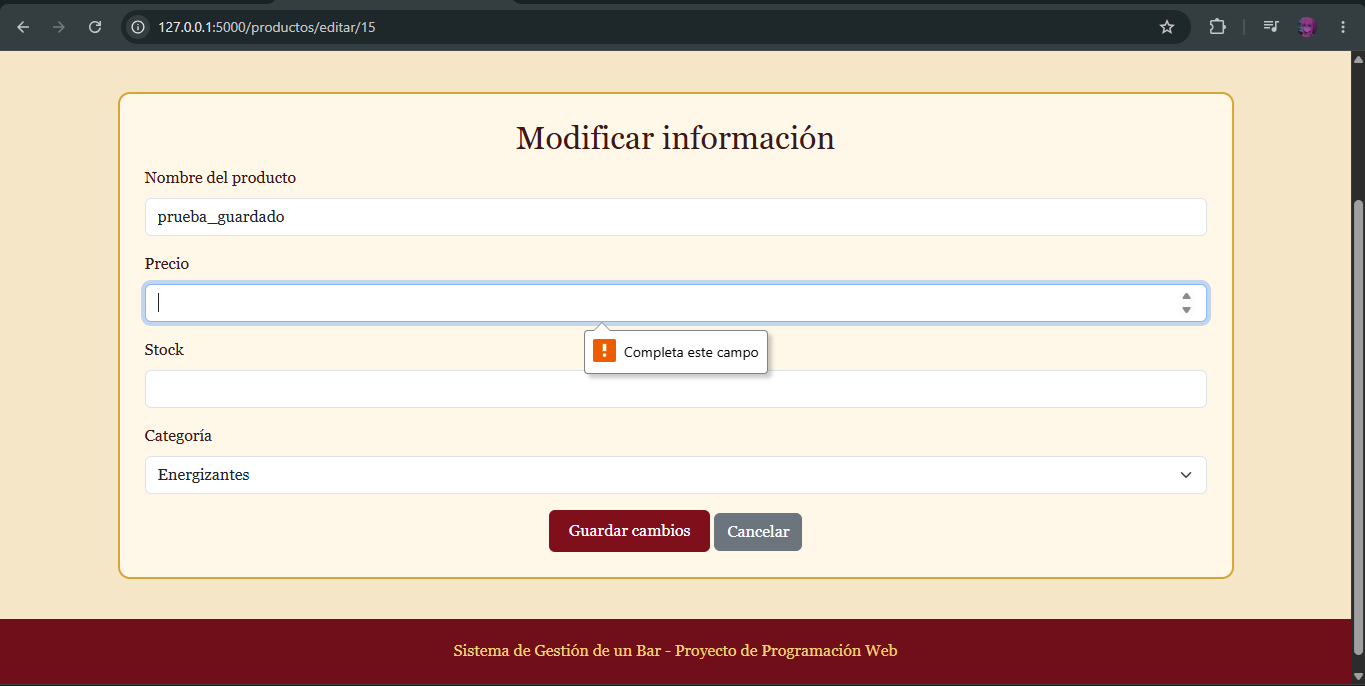 127.0.0.1:5000/productos/editar/15
Modificar información
Nombre del producto
prueba_guardado
Precio
Completa este campo
Stock
Categoría
Energizantes
Guardar cambios
Cancelar
Sistema de Gestión de un Bar - Proyecto de Programación Web